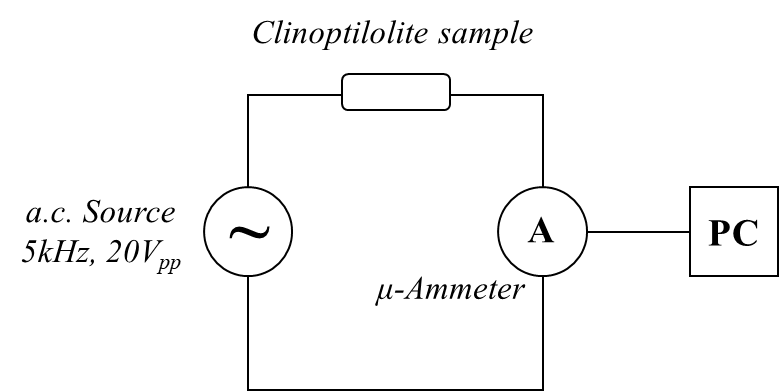 Clinoptilolite sample
a.c. Source
5kHz, 20Vpp
~
A
PC
μ-Ammeter